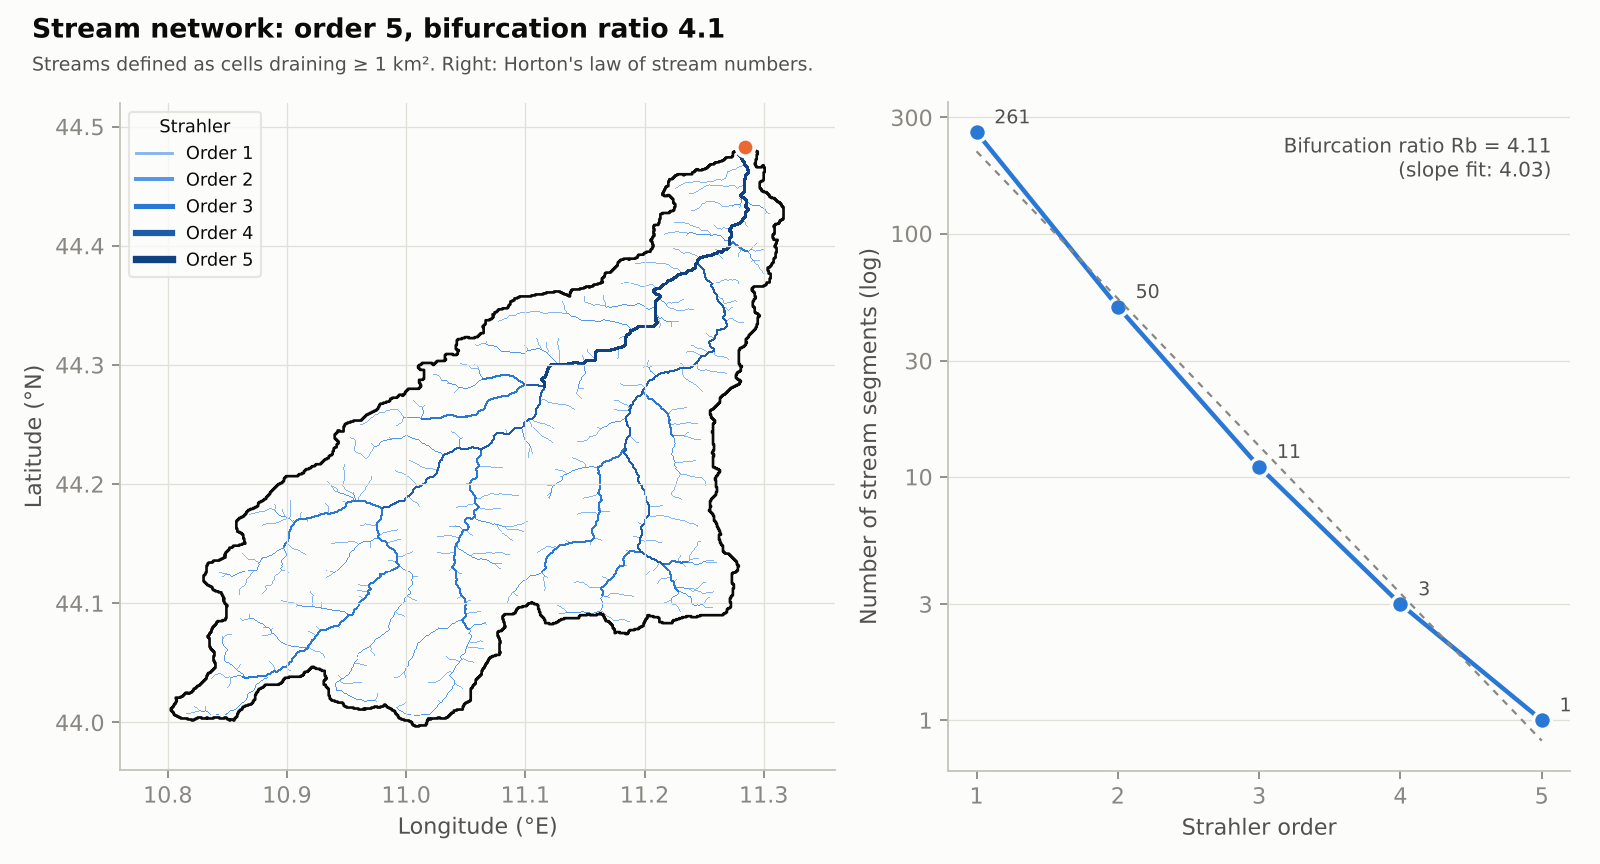 Stream network: order 5, bifurcation ratio 4.1
Streams defined as cells draining ≥ 1 km². Right: Horton's law of stream numbers.
Strahler
Order 1
Order 2
Order 3
Order 4
Order 5
44.5
44.4
44.3
44.2
44.1
44.0
Latitude (°N)
10.8
10.9
11.0
11.1
11.2
11.3
Longitude (°E)
300
100
30
10
3
1
Number of stream segments (log)
261
50
11
3
1
Bifurcation ratio Rb = 4.11
(slope fit: 4.03)
1
2
3
4
5
Strahler order